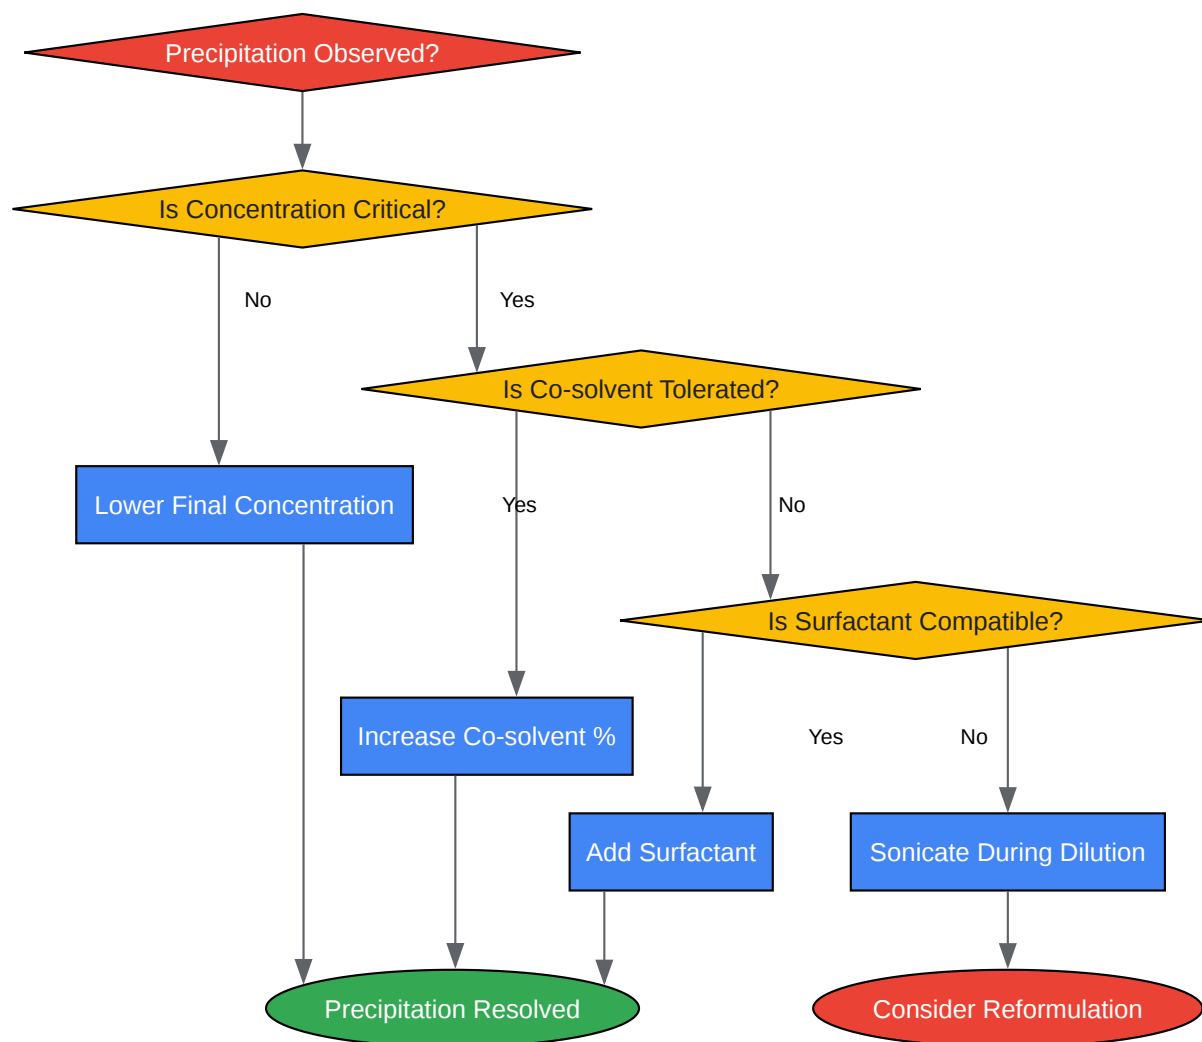 Precipitation Observed?
Is Concentration Critical?
No
Yes
Is Co-solvent Tolerated?
Lower Final Concentration
Yes
No
Is Surfactant Compatible?
Increase Co-solvent %
Yes
No
Add Surfactant
Sonicate During Dilution
Precipitation Resolved
Consider Reformulation